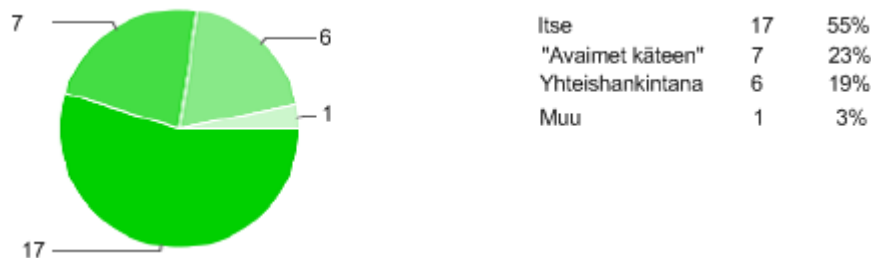 7
6
1
17
Itse 17 55%
"Avaimet käteen" 7 23%
Yhteishankintana 6 19%
Muu 1 3%